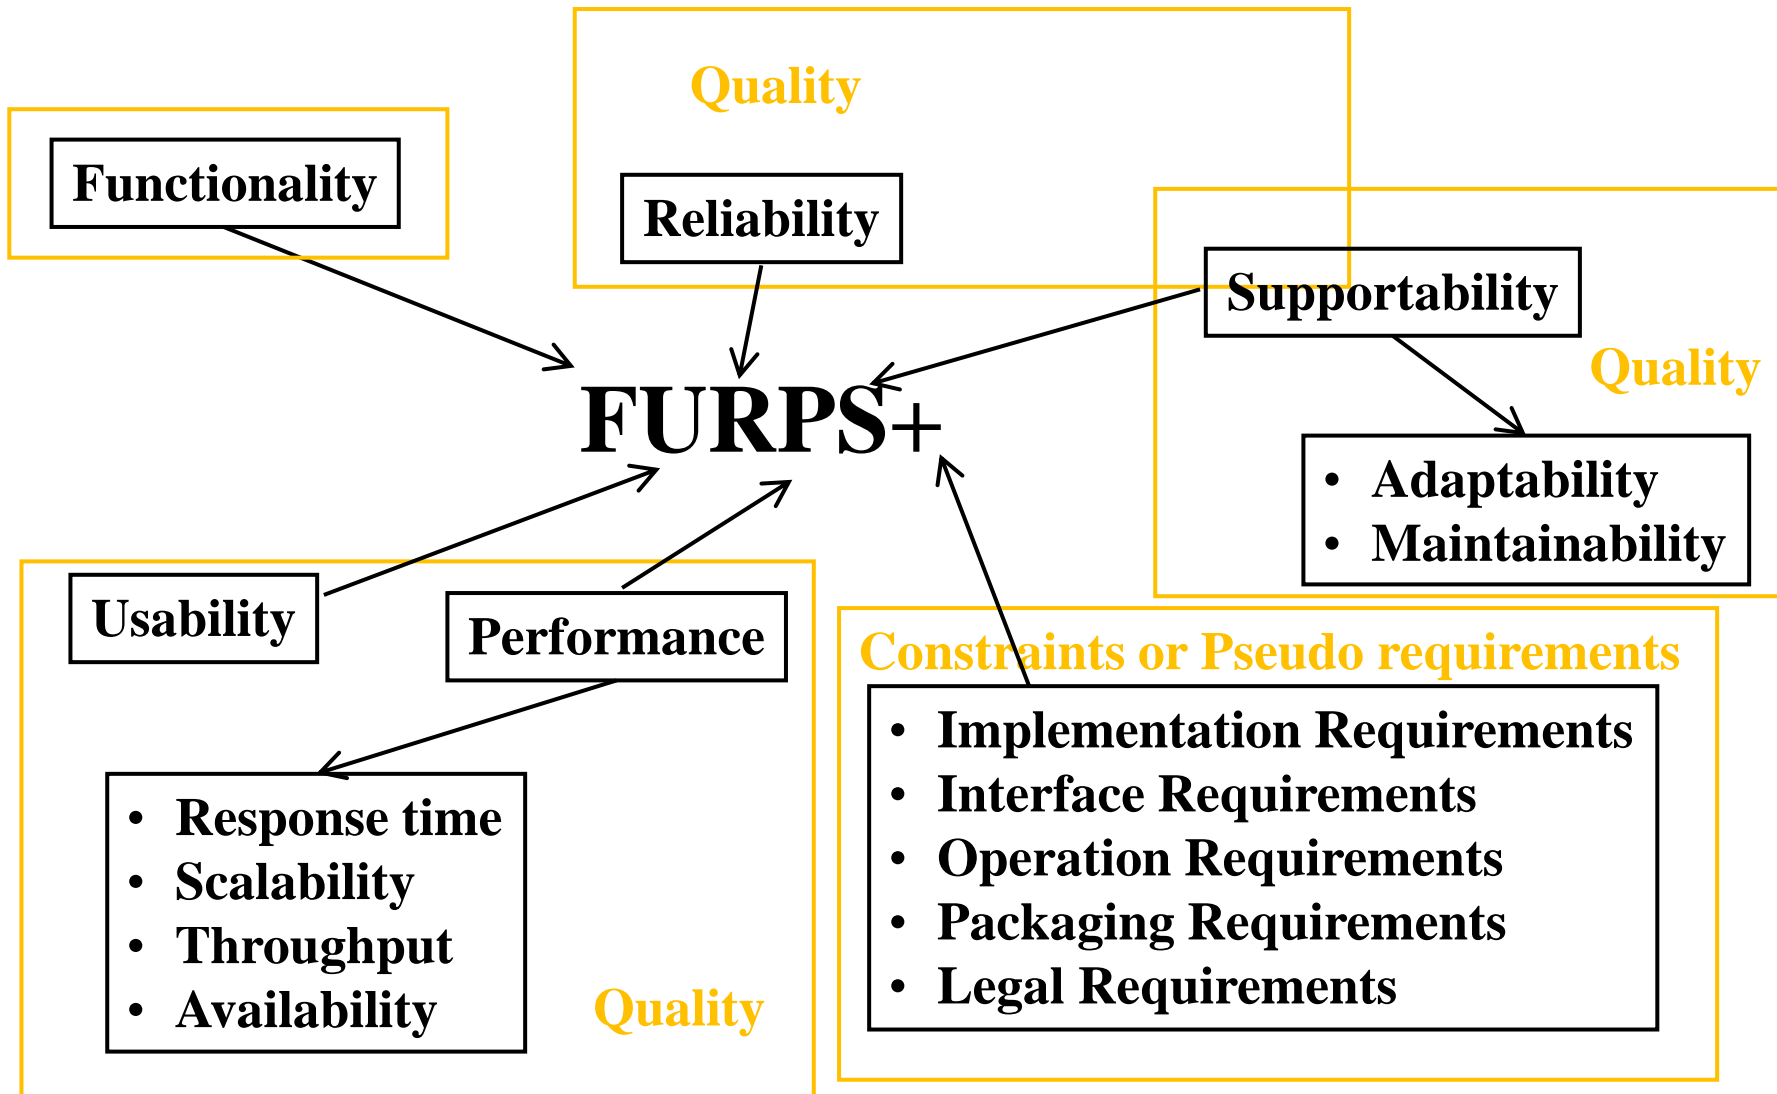 Quality
Functionality
Reliability
Supportability
Quality
FURPS+
• Adaptability
• Maintainability
Usability
Performance
Constraints or Pseudo requirements
• Implementation Requirements
• Interface Requirements
• Operation Requirements
• Packaging Requirements
• Legal Requirements
• Response time
• Scalability
• Throughput
• Availability
Quality